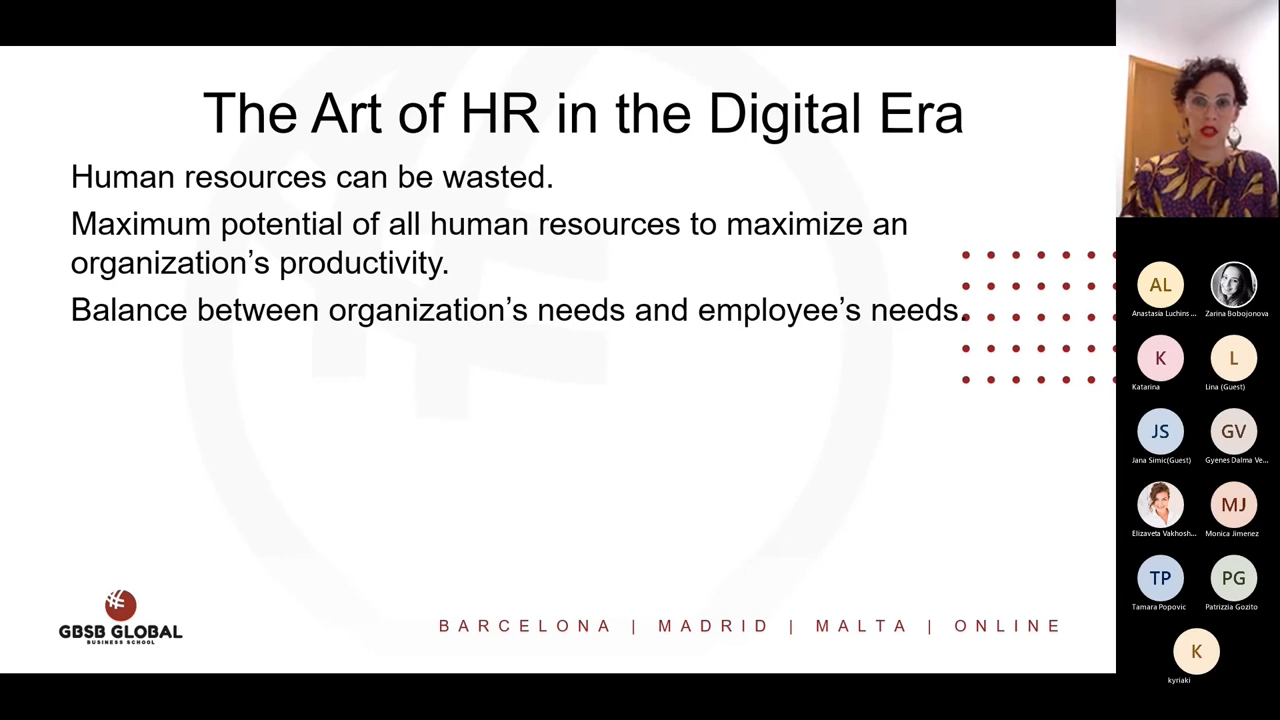 The Art of HR in the Digital Era
Human resources can be wasted.
Maximum potential of all human resources to maximize an
organization's productivity.
Balance between organization's needs and employee's needs.
GBSB GLOBAL
BUSINESS SCHOOL
BARCELONA | MADRID | MALTA | ONLINE
AL
Anastasia Luchins ...
Zarina Bobojonova
K
Katarina
L
Lina (Guest)
JS
Jana Simic(Guest)
GV
Gyenes Dalma Ve...
Elizaveta Vakhosh...
MJ
Monica Jimenez
TP
Tamara Popovic
PG
Patrizzia Gozito
K
kyriaki